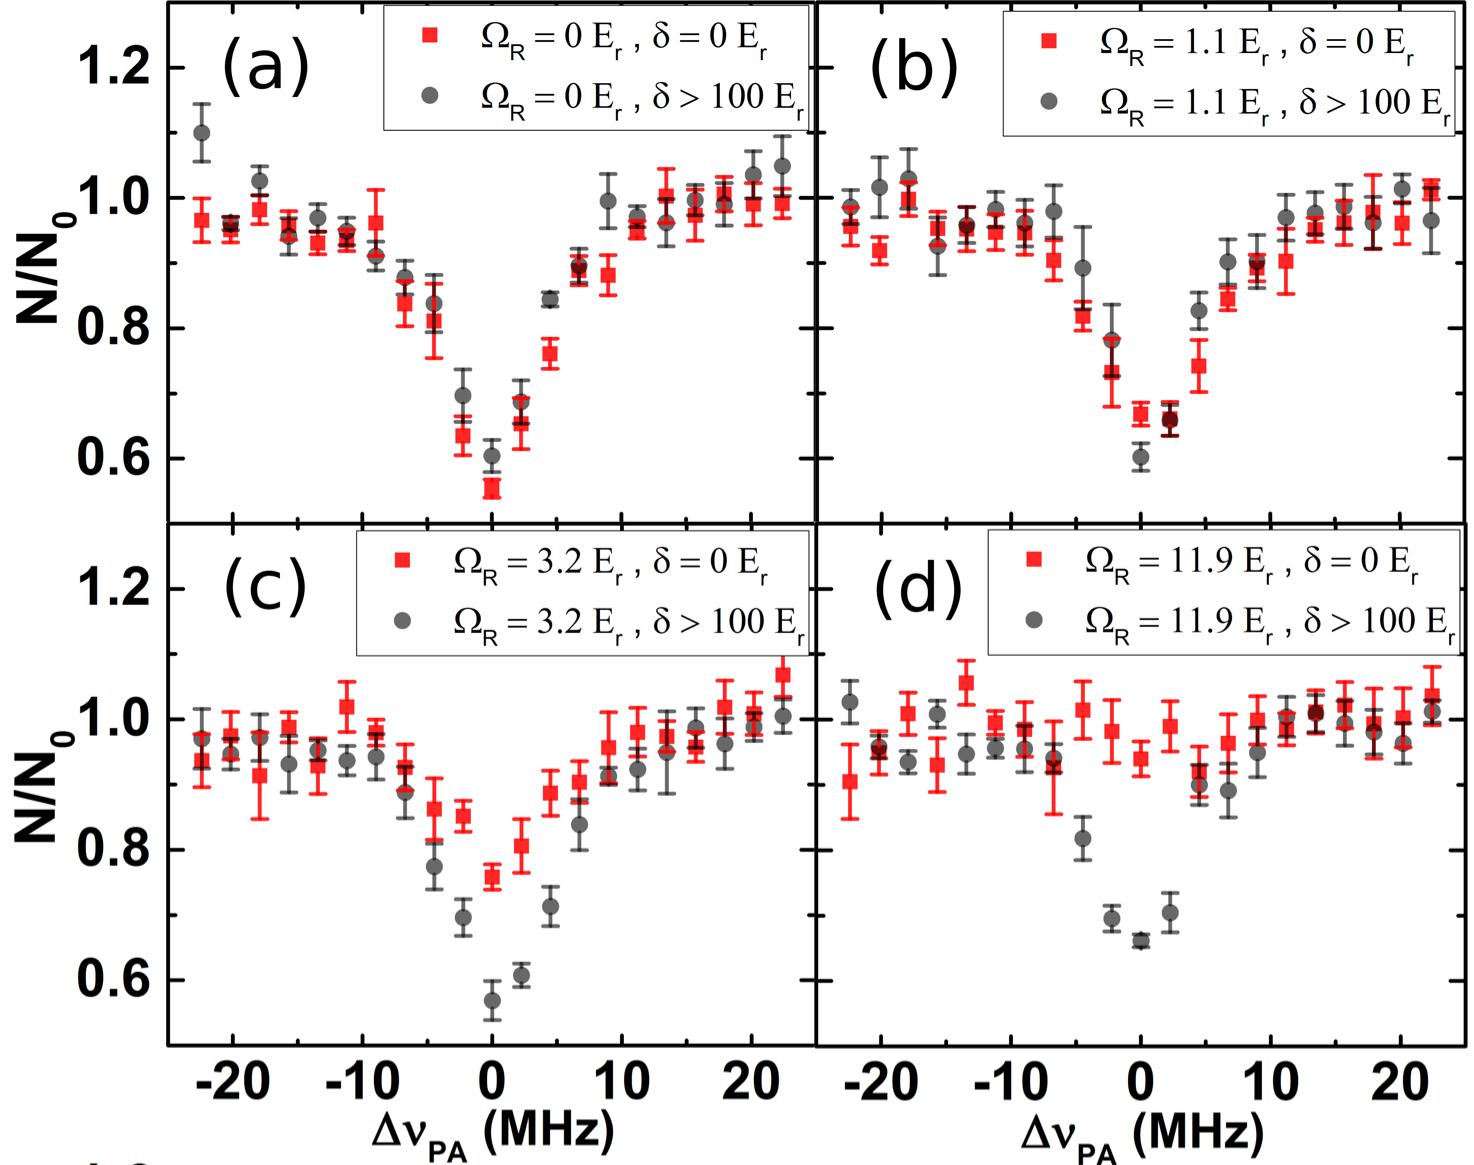 (a)
Ω_R = 0 E_r , δ = 0 E_r
Ω_R = 0 E_r , δ > 100 E_r
(b)
Ω_R = 1.1 E_r , δ = 0 E_r
Ω_R = 1.1 E_r , δ > 100 E_r
1.2
1.0
0.8
0.6
N/N_0
(c)
Ω_R = 3.2 E_r , δ = 0 E_r
Ω_R = 3.2 E_r , δ > 100 E_r
(d)
Ω_R = 11.9 E_r , δ = 0 E_r
Ω_R = 11.9 E_r , δ > 100 E_r
1.2
1.0
0.8
0.6
N/N_0
-20 -10 0 10 20
-20 -10 0 10 20
Δν_PA (MHz)
Δν_PA (MHz)